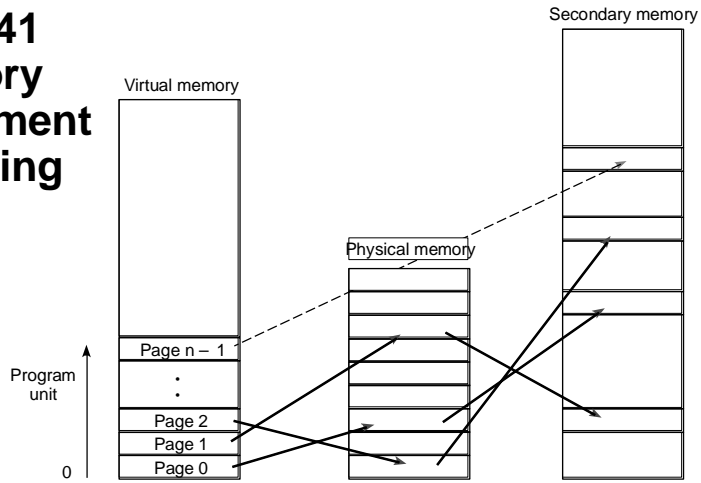 41
ory
ment
ing
Secondary memory
Virtual memory
Physical memory
Page n – 1
Program
unit
Page 2
Page 1
Page 0
0